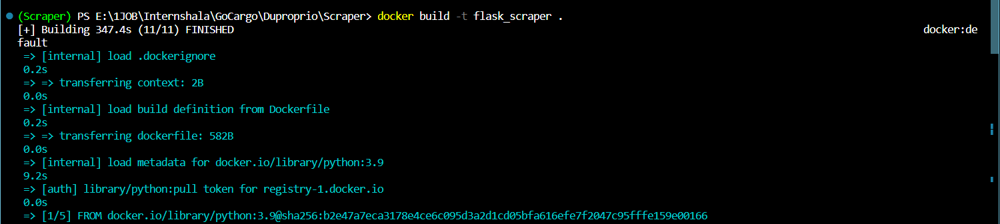 (Scraper) PS E:\1JOB\Internshala\GoCargo\Duproprio\Scraper> docker build -t flask_scraper .
[+] Building 347.4s (11/11) FINISHED docker:de
fault
=> [internal] load .dockerignore
0.2s
=> => transferring context: 2B
0.0s
=> [internal] load build definition from Dockerfile
0.2s
=> => transferring dockerfile: 582B
0.0s
=> [internal] load metadata for docker.io/library/python:3.9
9.2s
=> [auth] library/python:pull token for registry-1.docker.io
0.0s
=> [1/5] FROM docker.io/library/python:3.9@sha256:b2e47a7eca3178e4ce6c095d3a2d1cd05bfa616efe7f2047c95fffe159e00166